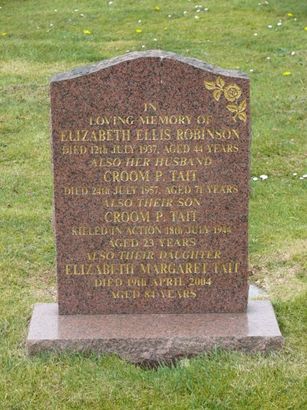 IN
LOVING MEMORY OF
ELIZABETH ELLIS ROBINSON
DIED 12th JULY 1937, AGED 44 YEARS
ALSO HER HUSBAND
CROOM P. TAIT
DIED 24th JULY 1957, AGED 71 YEARS
ALSO THEIR SON
CROOM P. TAIT
KILLED IN ACTION 18th JULY 1944
AGED 23 YEARS
ALSO THEIR DAUGHTER
ELIZABETH MARGARET TAIT
DIED 19th APRIL 2004
AGED 84 YEARS